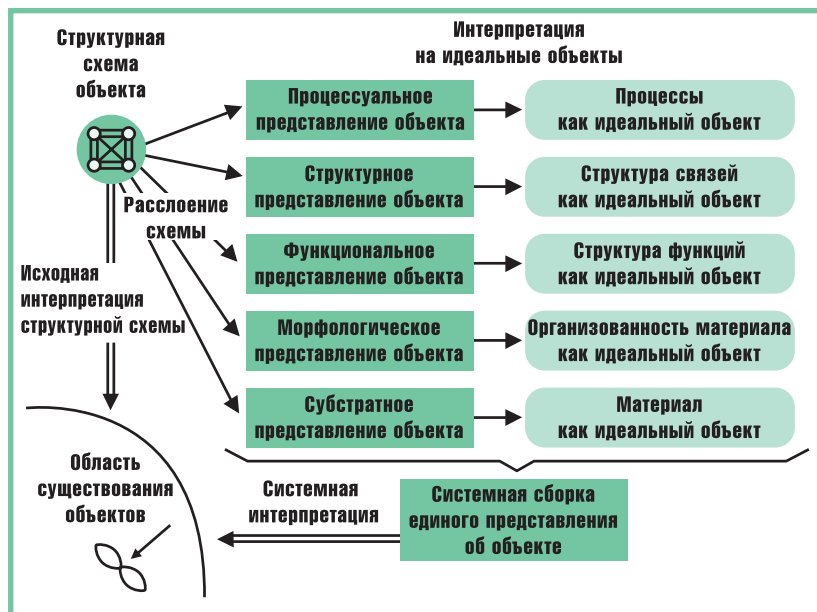 Структурная
схема
объекта
Интерпретация
на идеальные объекты
Процессуальное
представление объекта
Процессы
как идеальный объект
Структурное
представление объекта
Структура связей
как идеальный объект
Расслоение
схемы
Функциональное
представление объекта
Структура функций
как идеальный объект
Исходная
интерпретация
структурной схемы
Морфологическое
представление объекта
Организованность материала
как идеальный объект
Субстратное
представление объекта
Материал
как идеальный объект
Область
существования
объектов
Системная
интерпретация
Системная сборка
единого представления
об объекте